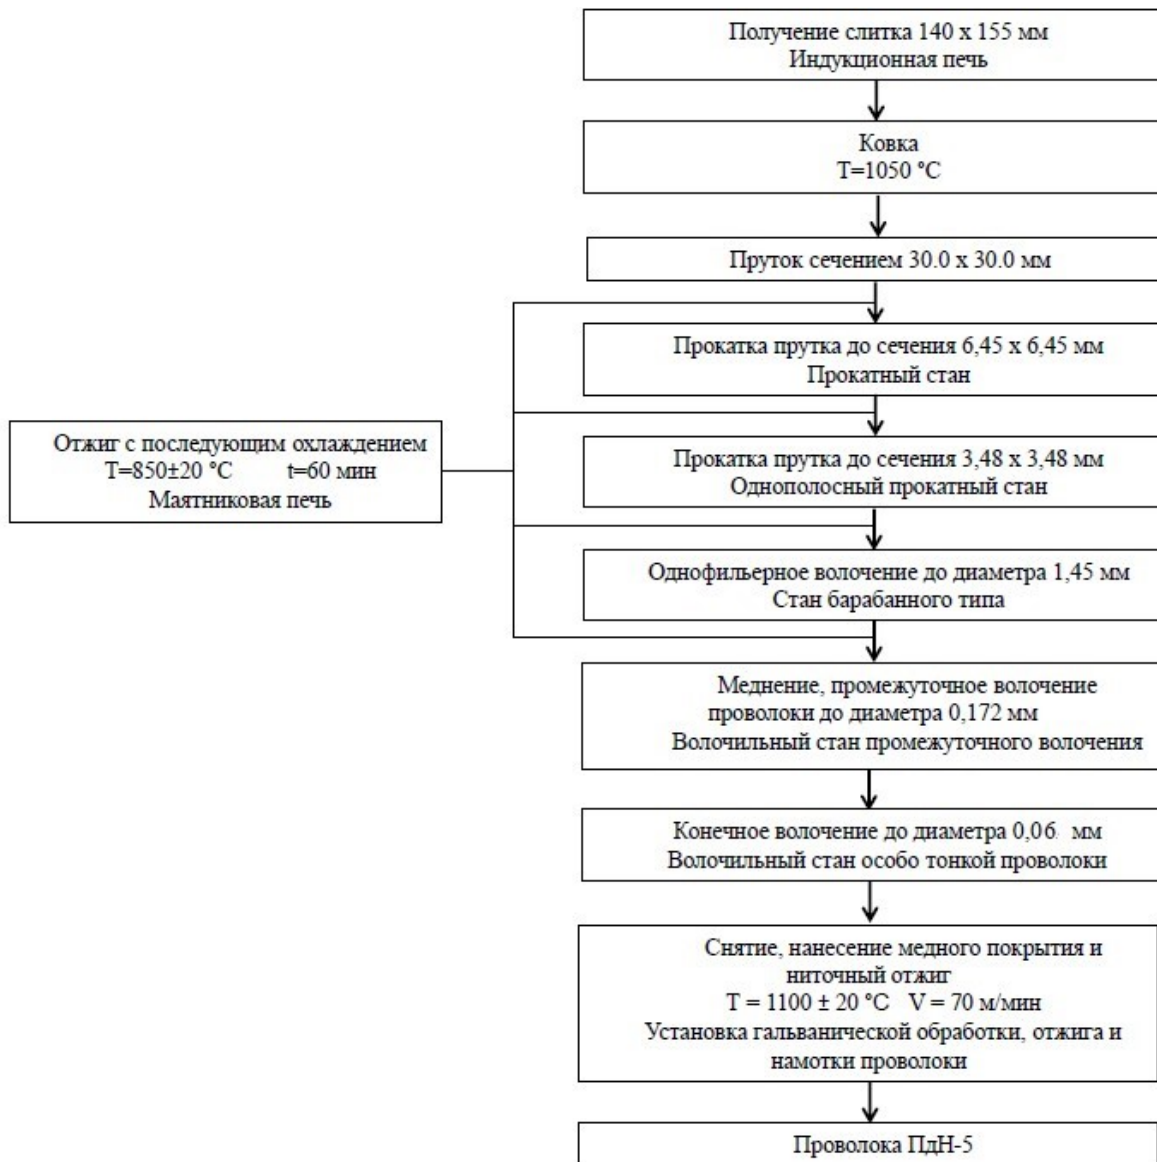 Получение слитка 140 х 155 мм
Индукционная печь
Ковка
Т=1050 °С
Пруток сечением 30.0 х 30.0 мм
Прокатка прутка до сечения 6,45 х 6,45 мм
Прокатный стан
Отжиг с последующим охлаждением
Т=850±20 °С t=60 мин
Маятниковая печь
Прокатка прутка до сечения 3,48 х 3,48 мм
Однополосный прокатный стан
Однофильерное волочение до диаметра 1,45 мм
Стан барабанного типа
Меднение, промежуточное волочение
проволоки до диаметра 0,172 мм
Волочильный стан промежуточного волочения
Конечное волочение до диаметра 0,06 мм
Волочильный стан особо тонкой проволоки
Снятие, нанесение медного покрытия и
ниточный отжиг
Т = 1100 ± 20 °С V = 70 м/мин
Установка гальванической обработки, отжига и
намотки проволоки
Проволока ПдН-5